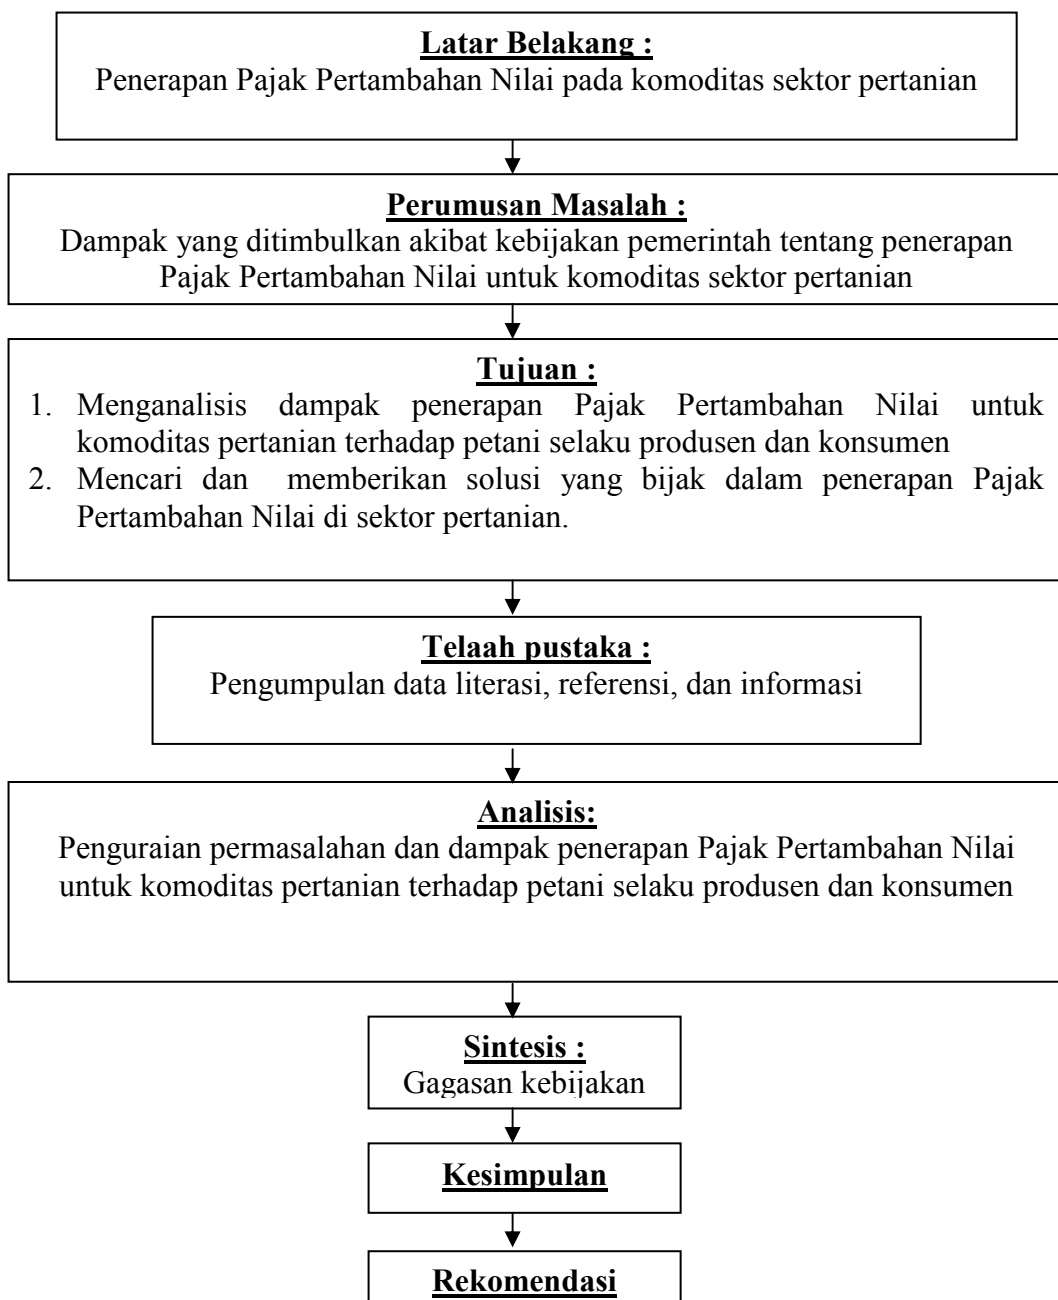 Latar Belakang :
Penerapan Pajak Pertambahan Nilai pada komoditas sektor pertanian
Perumusan Masalah :
Dampak yang ditimbulkan akibat kebijakan pemerintah tentang penerapan
Pajak Pertambahan Nilai untuk komoditas sektor pertanian
Tujuan :
1. Menganalisis dampak penerapan Pajak Pertambahan Nilai untuk
komoditas pertanian terhadap petani selaku produsen dan konsumen
2. Mencari dan memberikan solusi yang bijak dalam penerapan Pajak
Pertambahan Nilai di sektor pertanian.
Telaah pustaka :
Pengumpulan data literasi, referensi, dan informasi
Analisis:
Penguraian permasalahan dan dampak penerapan Pajak Pertambahan Nilai
untuk komoditas pertanian terhadap petani selaku produsen dan konsumen
Sintesis :
Gagasan kebijakan
Kesimpulan
Rekomendasi